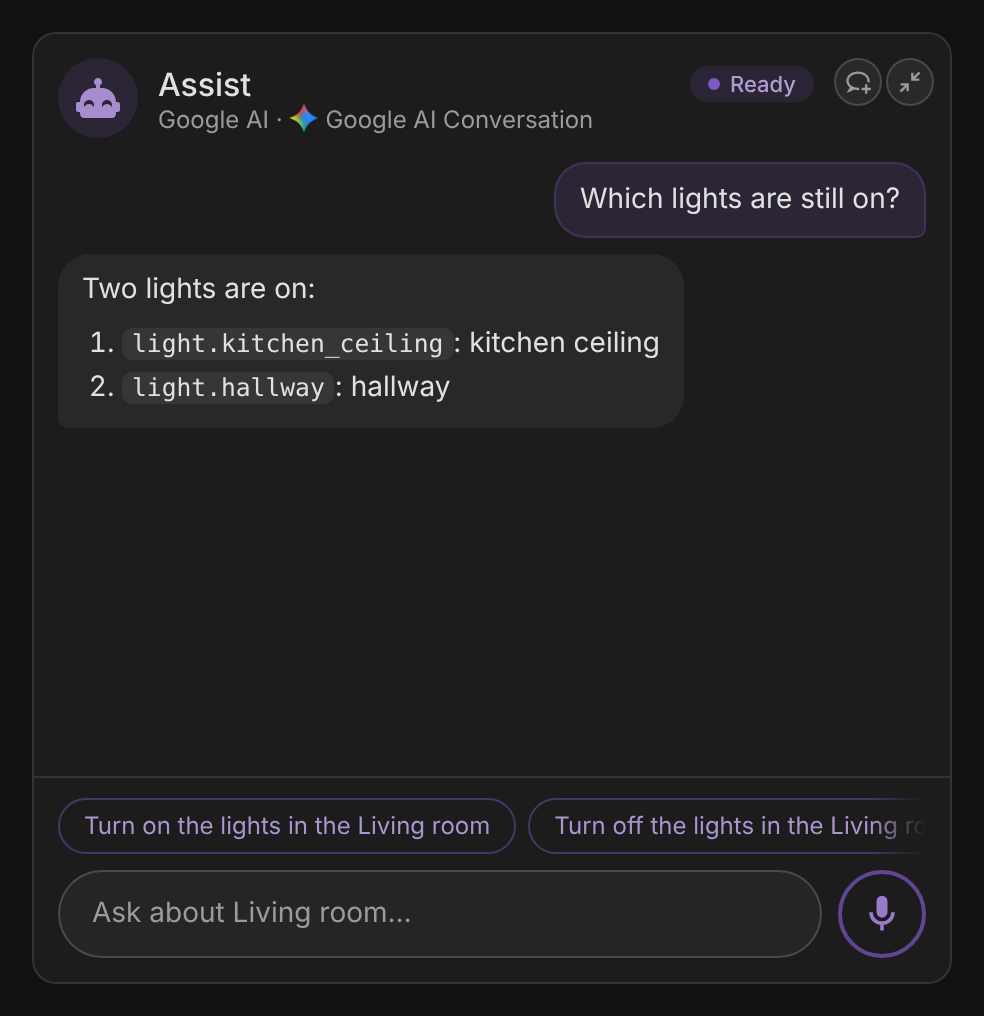 Assist
Ready
Google AI · Google AI Conversation
Which lights are still on?
Two lights are on:
1. light.kitchen_ceiling: kitchen ceiling
2. light.hallway: hallway
Turn on the lights in the Living room
Turn off the lights in the Living
Ask about Living room...